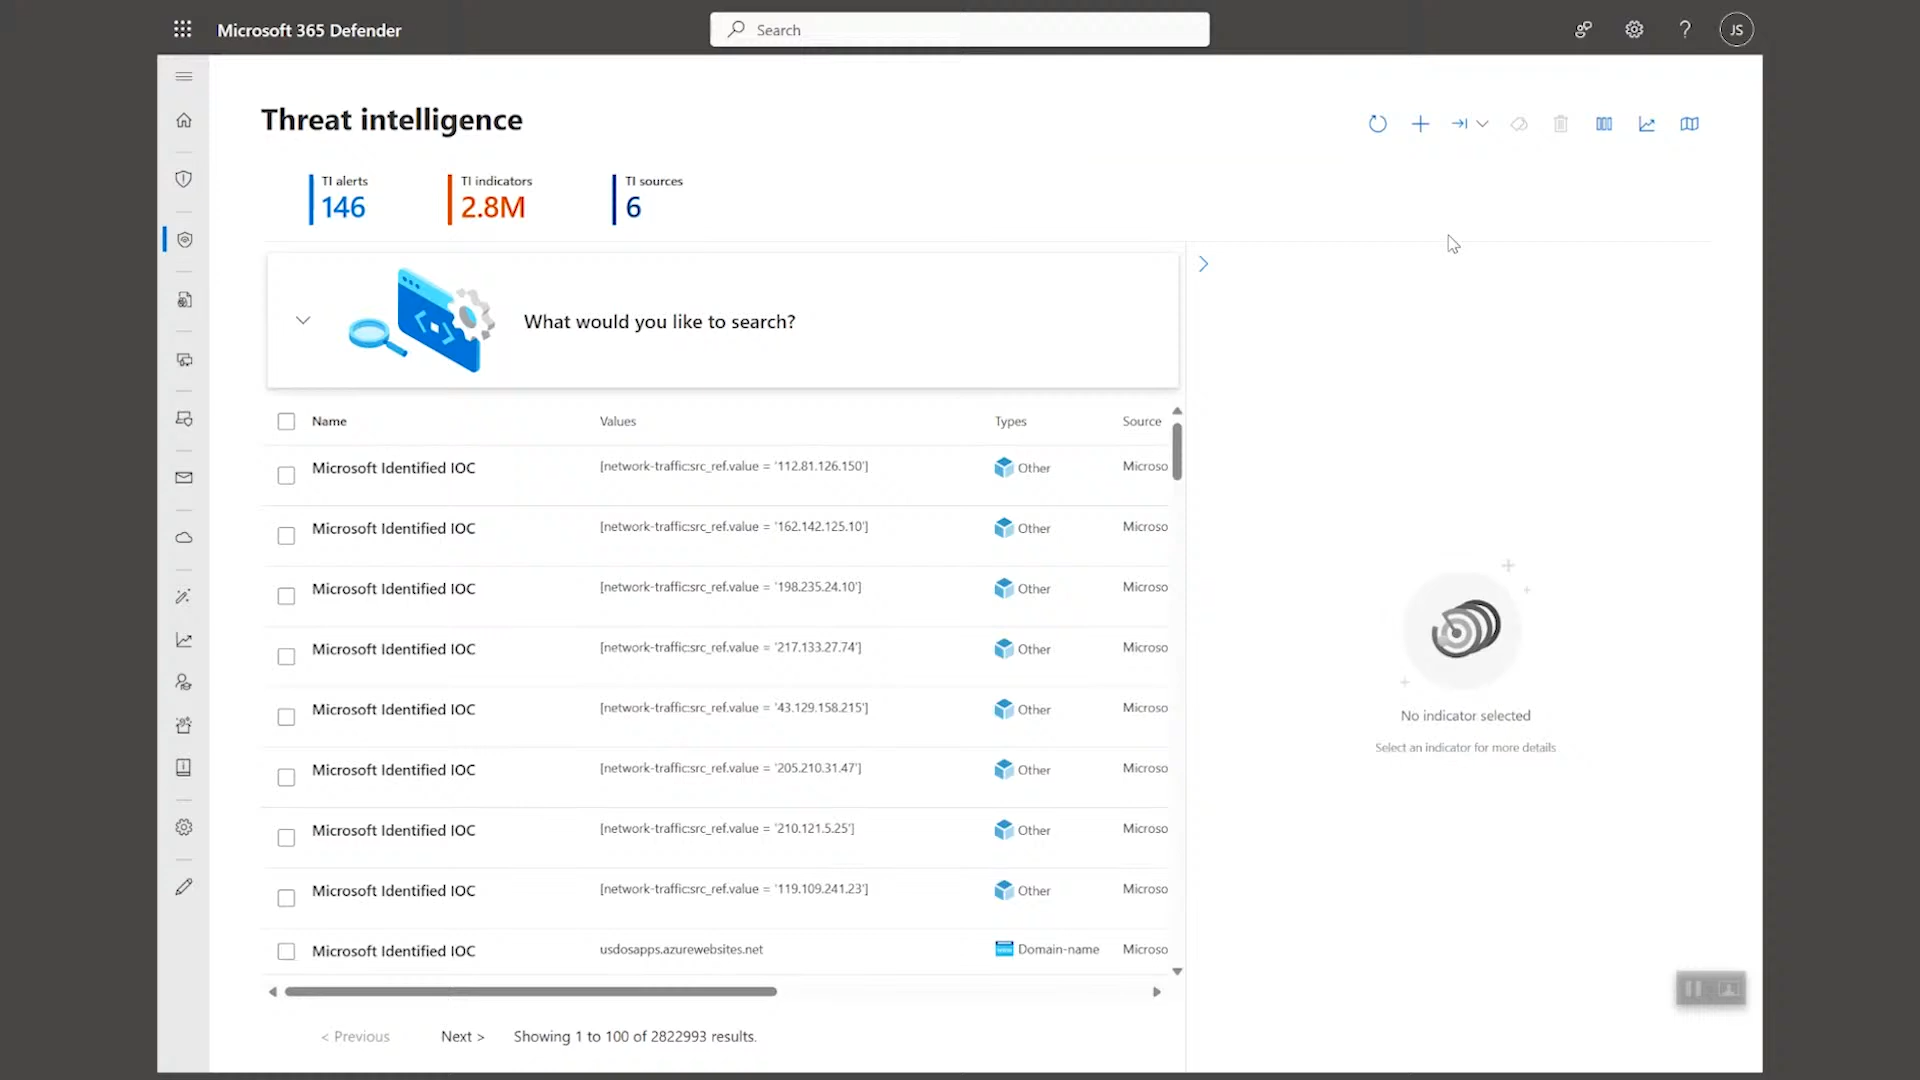 Microsoft 365 Defender
Search
JS
Threat intelligence
TI alerts
146
TI indicators
2.8M
TI sources
6
What would you like to search?
Name Values Types Source
Microsoft Identified IOC [network-traffic:src_ref.value = '112.81.126.150'] Other Microso
Microsoft Identified IOC [network-traffic:src_ref.value = '162.142.125.10'] Other Microso
Microsoft Identified IOC [network-traffic:src_ref.value = '198.235.24.10'] Other Microso
Microsoft Identified IOC [network-traffic:src_ref.value = '217.133.27.74'] Other Microso
Microsoft Identified IOC [network-traffic:src_ref.value = '43.129.158.215'] Other Microso
Microsoft Identified IOC [network-traffic:src_ref.value = '205.210.31.47'] Other Microso
Microsoft Identified IOC [network-traffic:src_ref.value = '210.121.5.25'] Other Microso
Microsoft Identified IOC [network-traffic:src_ref.value = '119.109.241.23'] Other Microso
Microsoft Identified IOC usdosapps.azurewebsites.net Domain-name Microso
< Previous Next > Showing 1 to 100 of 2822993 results.
No indicator selected
Select an indicator for more details